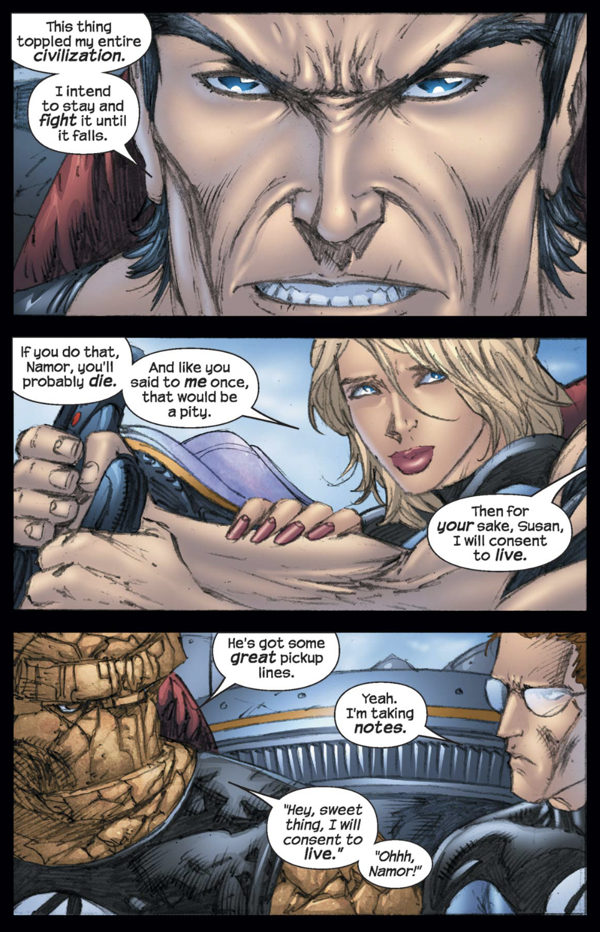 This thing
toppled my entire
civilization.
I intend
to stay and
fight it until
it falls.
If you do that,
Namor, you'll
probably die.
And like you
said to me once,
that would be
a pity.
Then for
your sake, Susan,
I will consent
to live.
He's got some
great pickup
lines.
Yeah.
I'm taking
notes.
"Hey, sweet
thing, I will
consent to
live."
"Ohhh,
Namor!"